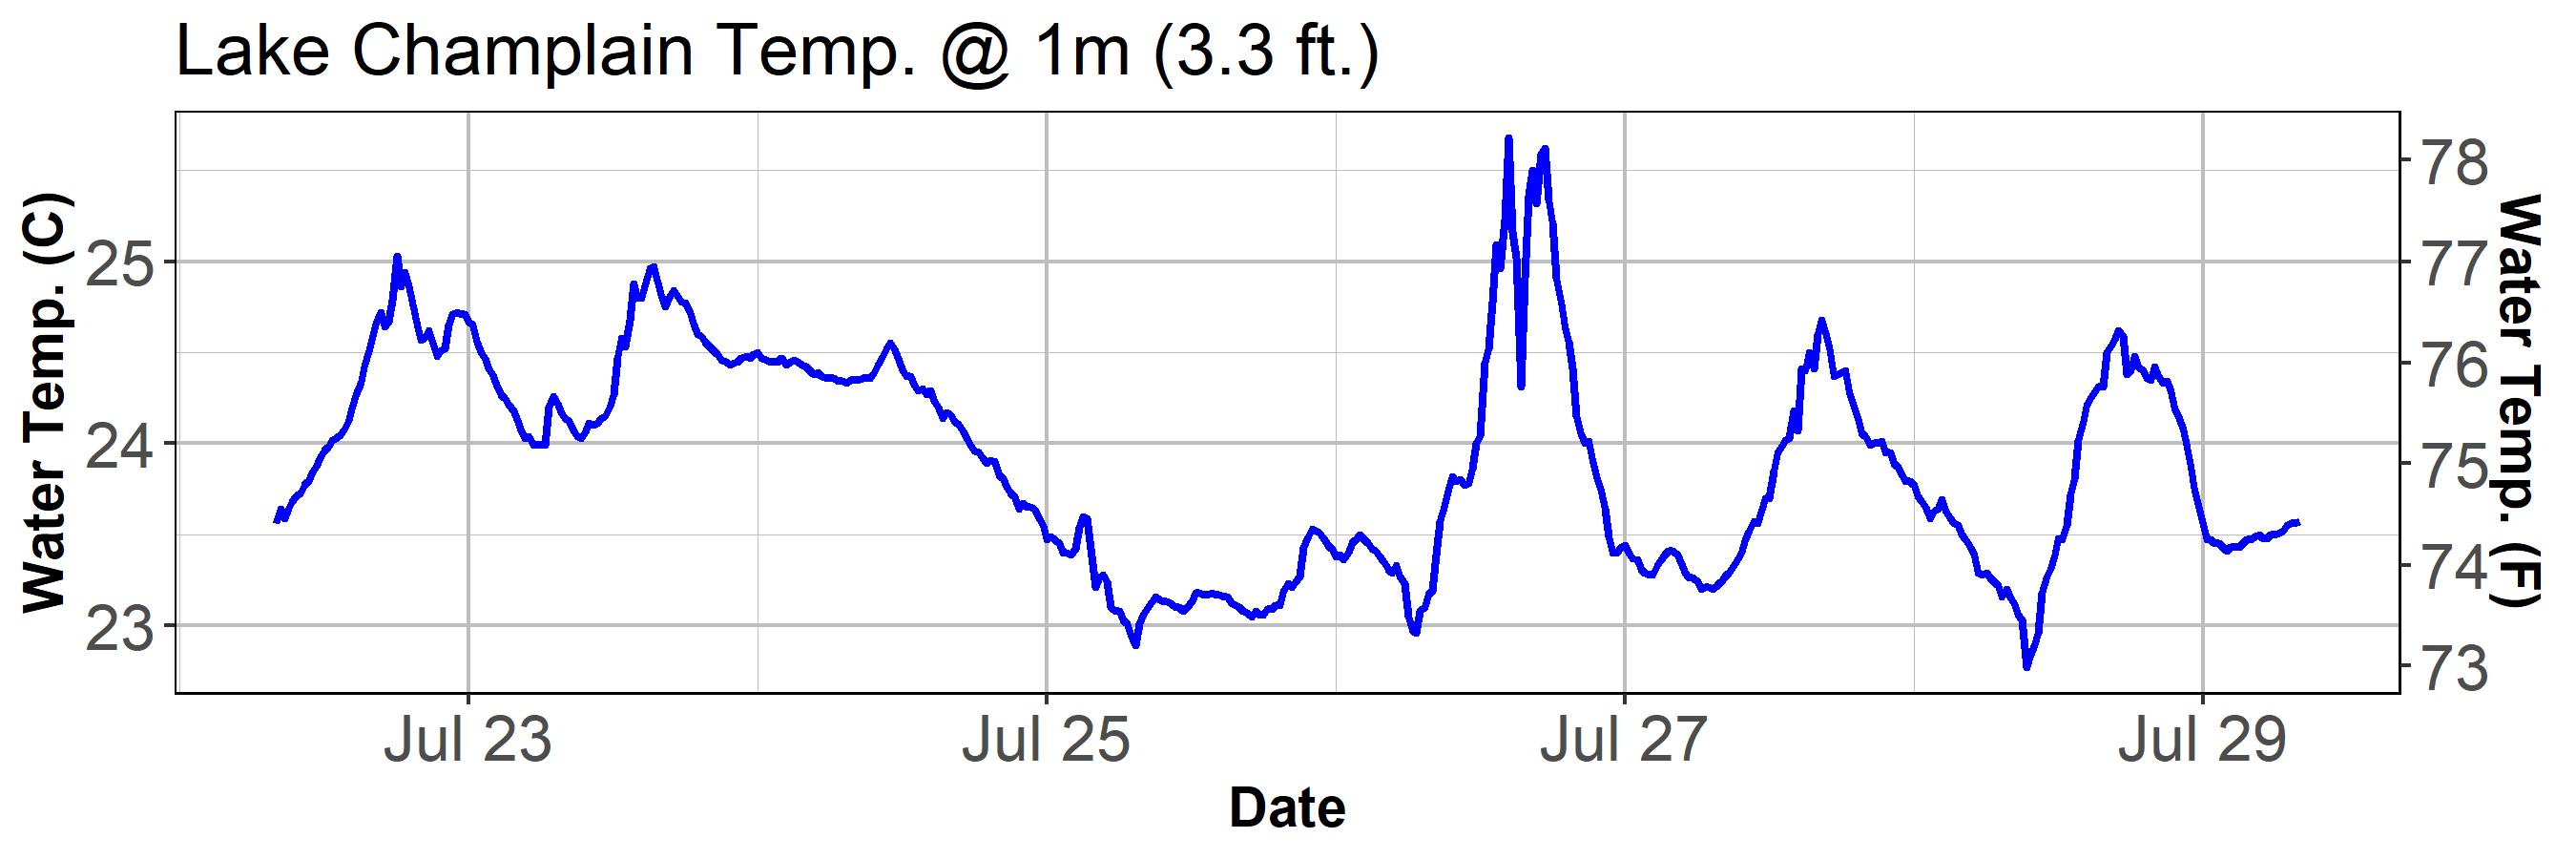 Lake Champlain Temp. @ 1m (3.3 ft.)
Water Temp. (C)
25
24
23
78
77
76
75
74
73
Water Temp. (F)
Jul 23
Jul 25
Jul 27
Jul 29
Date